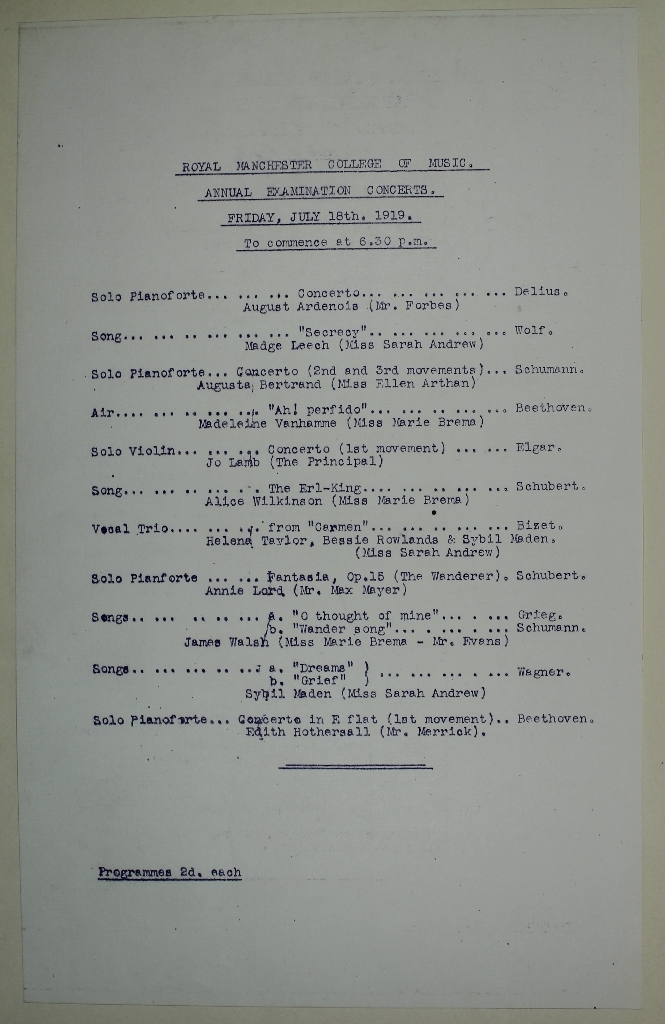 ROYAL MANCHESTER COLLEGE OF MUSIC.
ANNUAL EXAMINATION CONCERTS.
FRIDAY, JULY 18th. 1919.
To commence at 6.30 p.m.
Solo Pianoforte... ... ... Concerto... ... ... ... ... ... Delius.
August Ardenois (Mr. Forbes)
Song... ... .. ... ... ... "Secrecy".. ... ... ... ... Wolf.
Madge Leech (Miss Sarah Andrew)
Solo Pianoforte... Concerto (2nd and 3rd movements)... Schumann.
Augusta Bertrand (Miss Ellen Arthan)
Air.... ... .. ... ... "Ah! perfido"... ... ... .. ... ... Beethoven.
Madeleine Vanhamme (Miss Marie Brema)
Solo Violin... ... ... ... Concerto (1st movement) ... ... Elgar.
Jo Lamb (The Principal)
Song... ... .. ... . . The Erl-King.... ... ... .. ... Schubert.
Alice Wilkinson (Miss Marie Brema)
Vocal Trio.... ... ... from "Carmen"... ... .. ... ... Bizet.
Helena Taylor, Bessie Rowlands & Sybil Maden.
(Miss Sarah Andrew)
Solo Pianforte ... ... Fantasia, Op.15 (The Wanderer). Schubert.
Annie Lord (Mr. Max Mayer)
Songs.. ... .. ... ... a. "O thought of mine"... . ... Grieg.
b. "Wander song"... . ... ... Schumann.
James Walsh (Miss Marie Brema - Mr. Evans)
Songs.. ... .. ... ... a. "Dreams" )
b. "Grief" ) ... ... ... . ... Wagner.
Sybil Maden (Miss Sarah Andrew)
Solo Pianoforte... Concerto in E flat (1st movement).. Beethoven.
Edith Hothersall (Mr. Merrick).
Programmes 2d. each